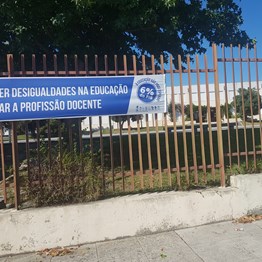 ER DESIGUALDADES NA EDUCAÇÃO
AR A PROFISSÃO DOCENTE
6%